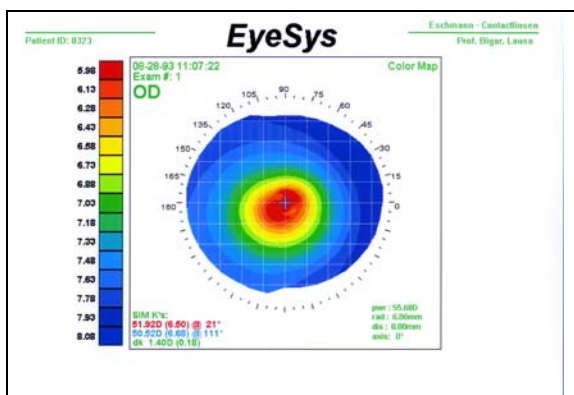 EyeSys
Patient ID: 8323
Eschmann - Contactlinsen
Prof. Bigar, Lausa
08-28-93 11:07:22
Exam #: 1
OD
Color Map
5.98
6.13
6.28
6.43
6.58
6.73
6.88
7.03
7.18
7.33
7.48
7.63
7.78
7.93
8.08
105
90
75
120
60
135
45
150
30
165
15
180
0
SIM K's:
51.92D (6.50) @ 21°
50.52D (6.68) @ 111°
dk 1.40D (0.18)
pwr : 55.68D
rad : 6.06mm
dis : 0.00mm
axis: 0°